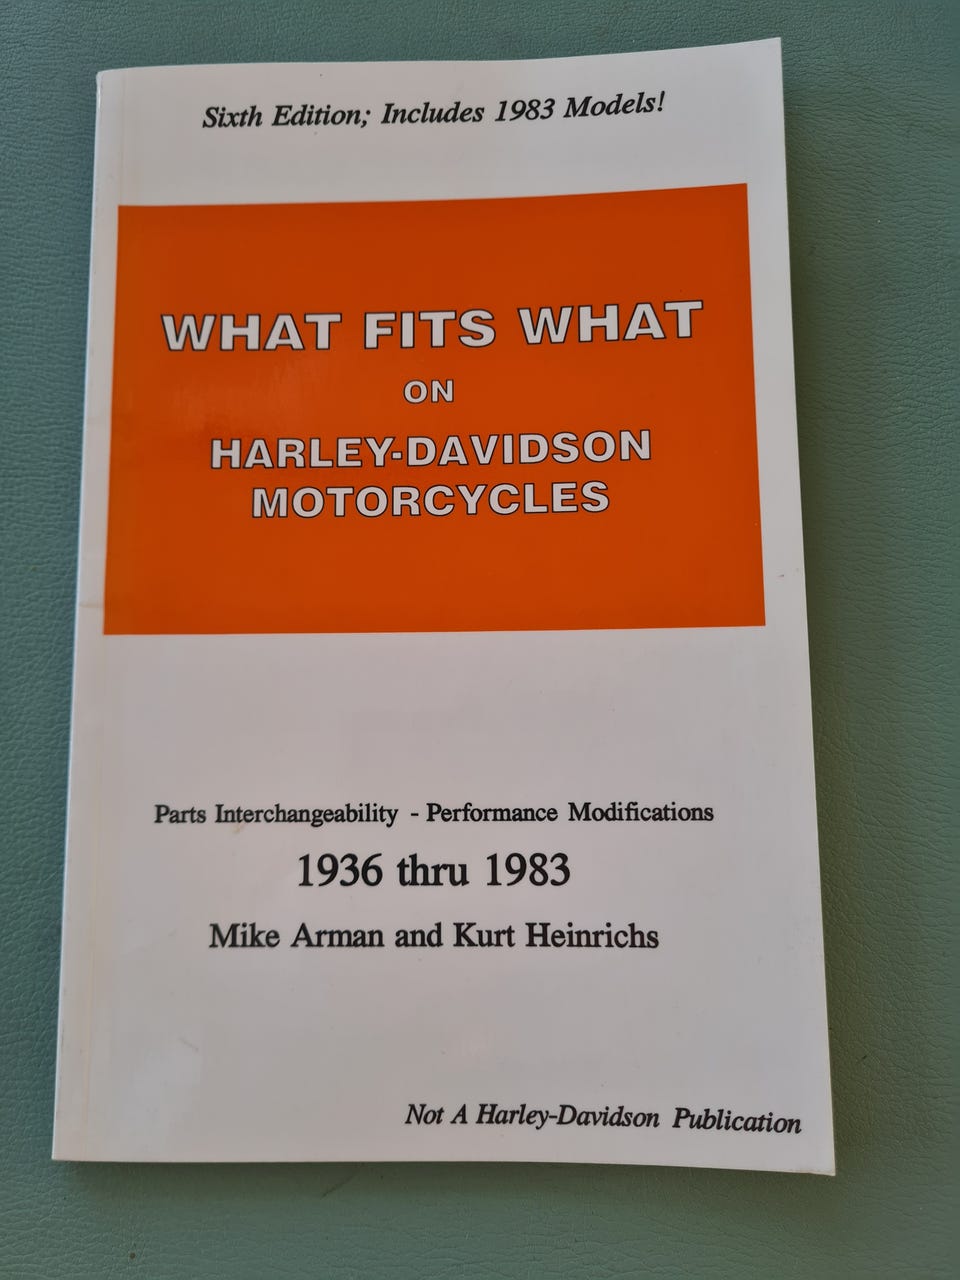 Sixth Edition; Includes 1983 Models!
WHAT FITS WHAT
ON
HARLEY-DAVIDSON
MOTORCYCLES
Parts Interchangeability - Performance Modifications
1936 thru 1983
Mike Arman and Kurt Heinrichs
Not A Harley-Davidson Publication